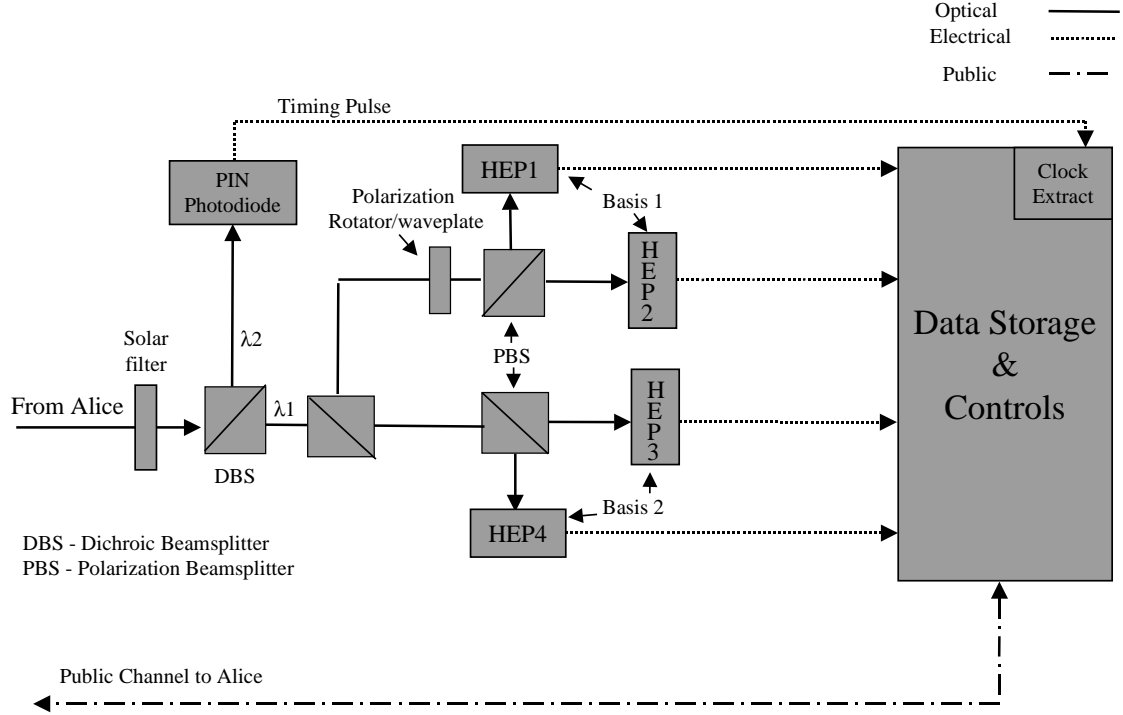 Optical
Electrical
Public
Timing Pulse
PIN
Photodiode
HEP1
Clock
Extract
Polarization
Rotator/waveplate
Basis 1
H
E
P
2
λ2
Solar
filter
PBS
Data Storage
&
Controls
From Alice
λ1
H
E
P
3
DBS
Basis 2
HEP4
DBS - Dichroic Beamsplitter
PBS - Polarization Beamsplitter
Public Channel to Alice